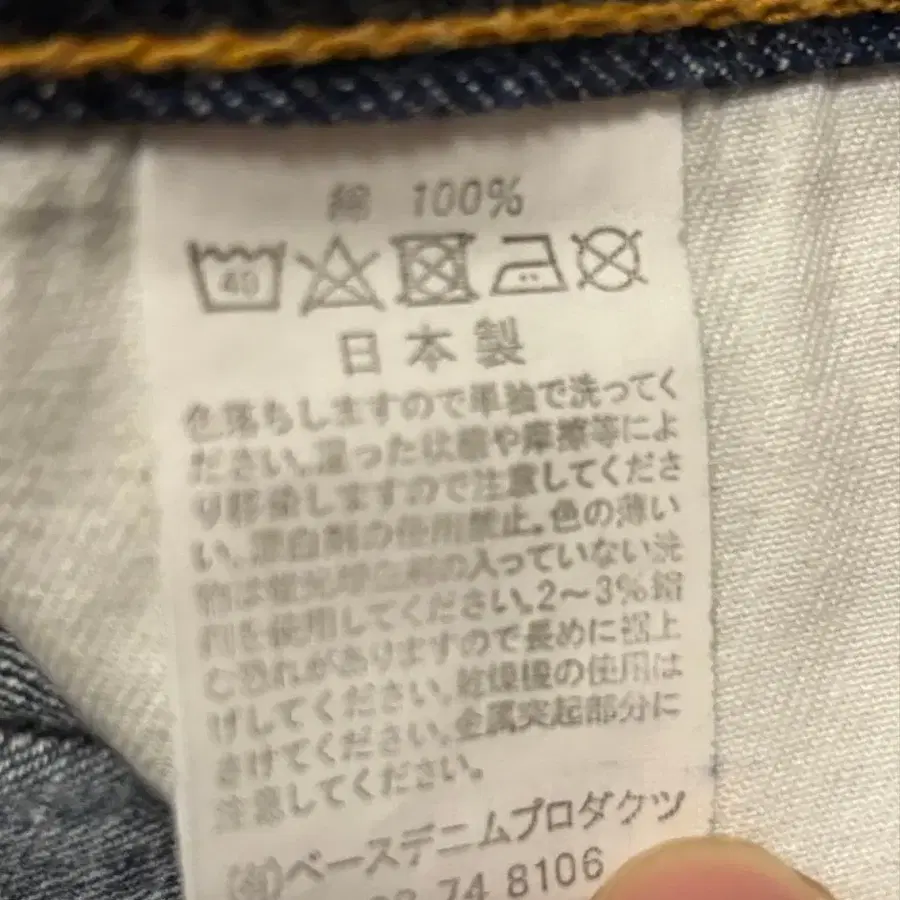 綿 100%
40
日本製
色落ちしますので単独で洗ってく
ださい。湿った状態や摩擦等によ
り移染しますので注意してくださ
い。漂白剤の使用禁止。色の薄い
物は蛍光増白剤の入っていない洗
剤を使用してください。2〜3%縮
む恐れがありますので長めに裾上
げしてください。乾燥機の使用は
さけてください。金属突起部分に
注意してください。
(有)ベースデニムプロダクツ
74 8106